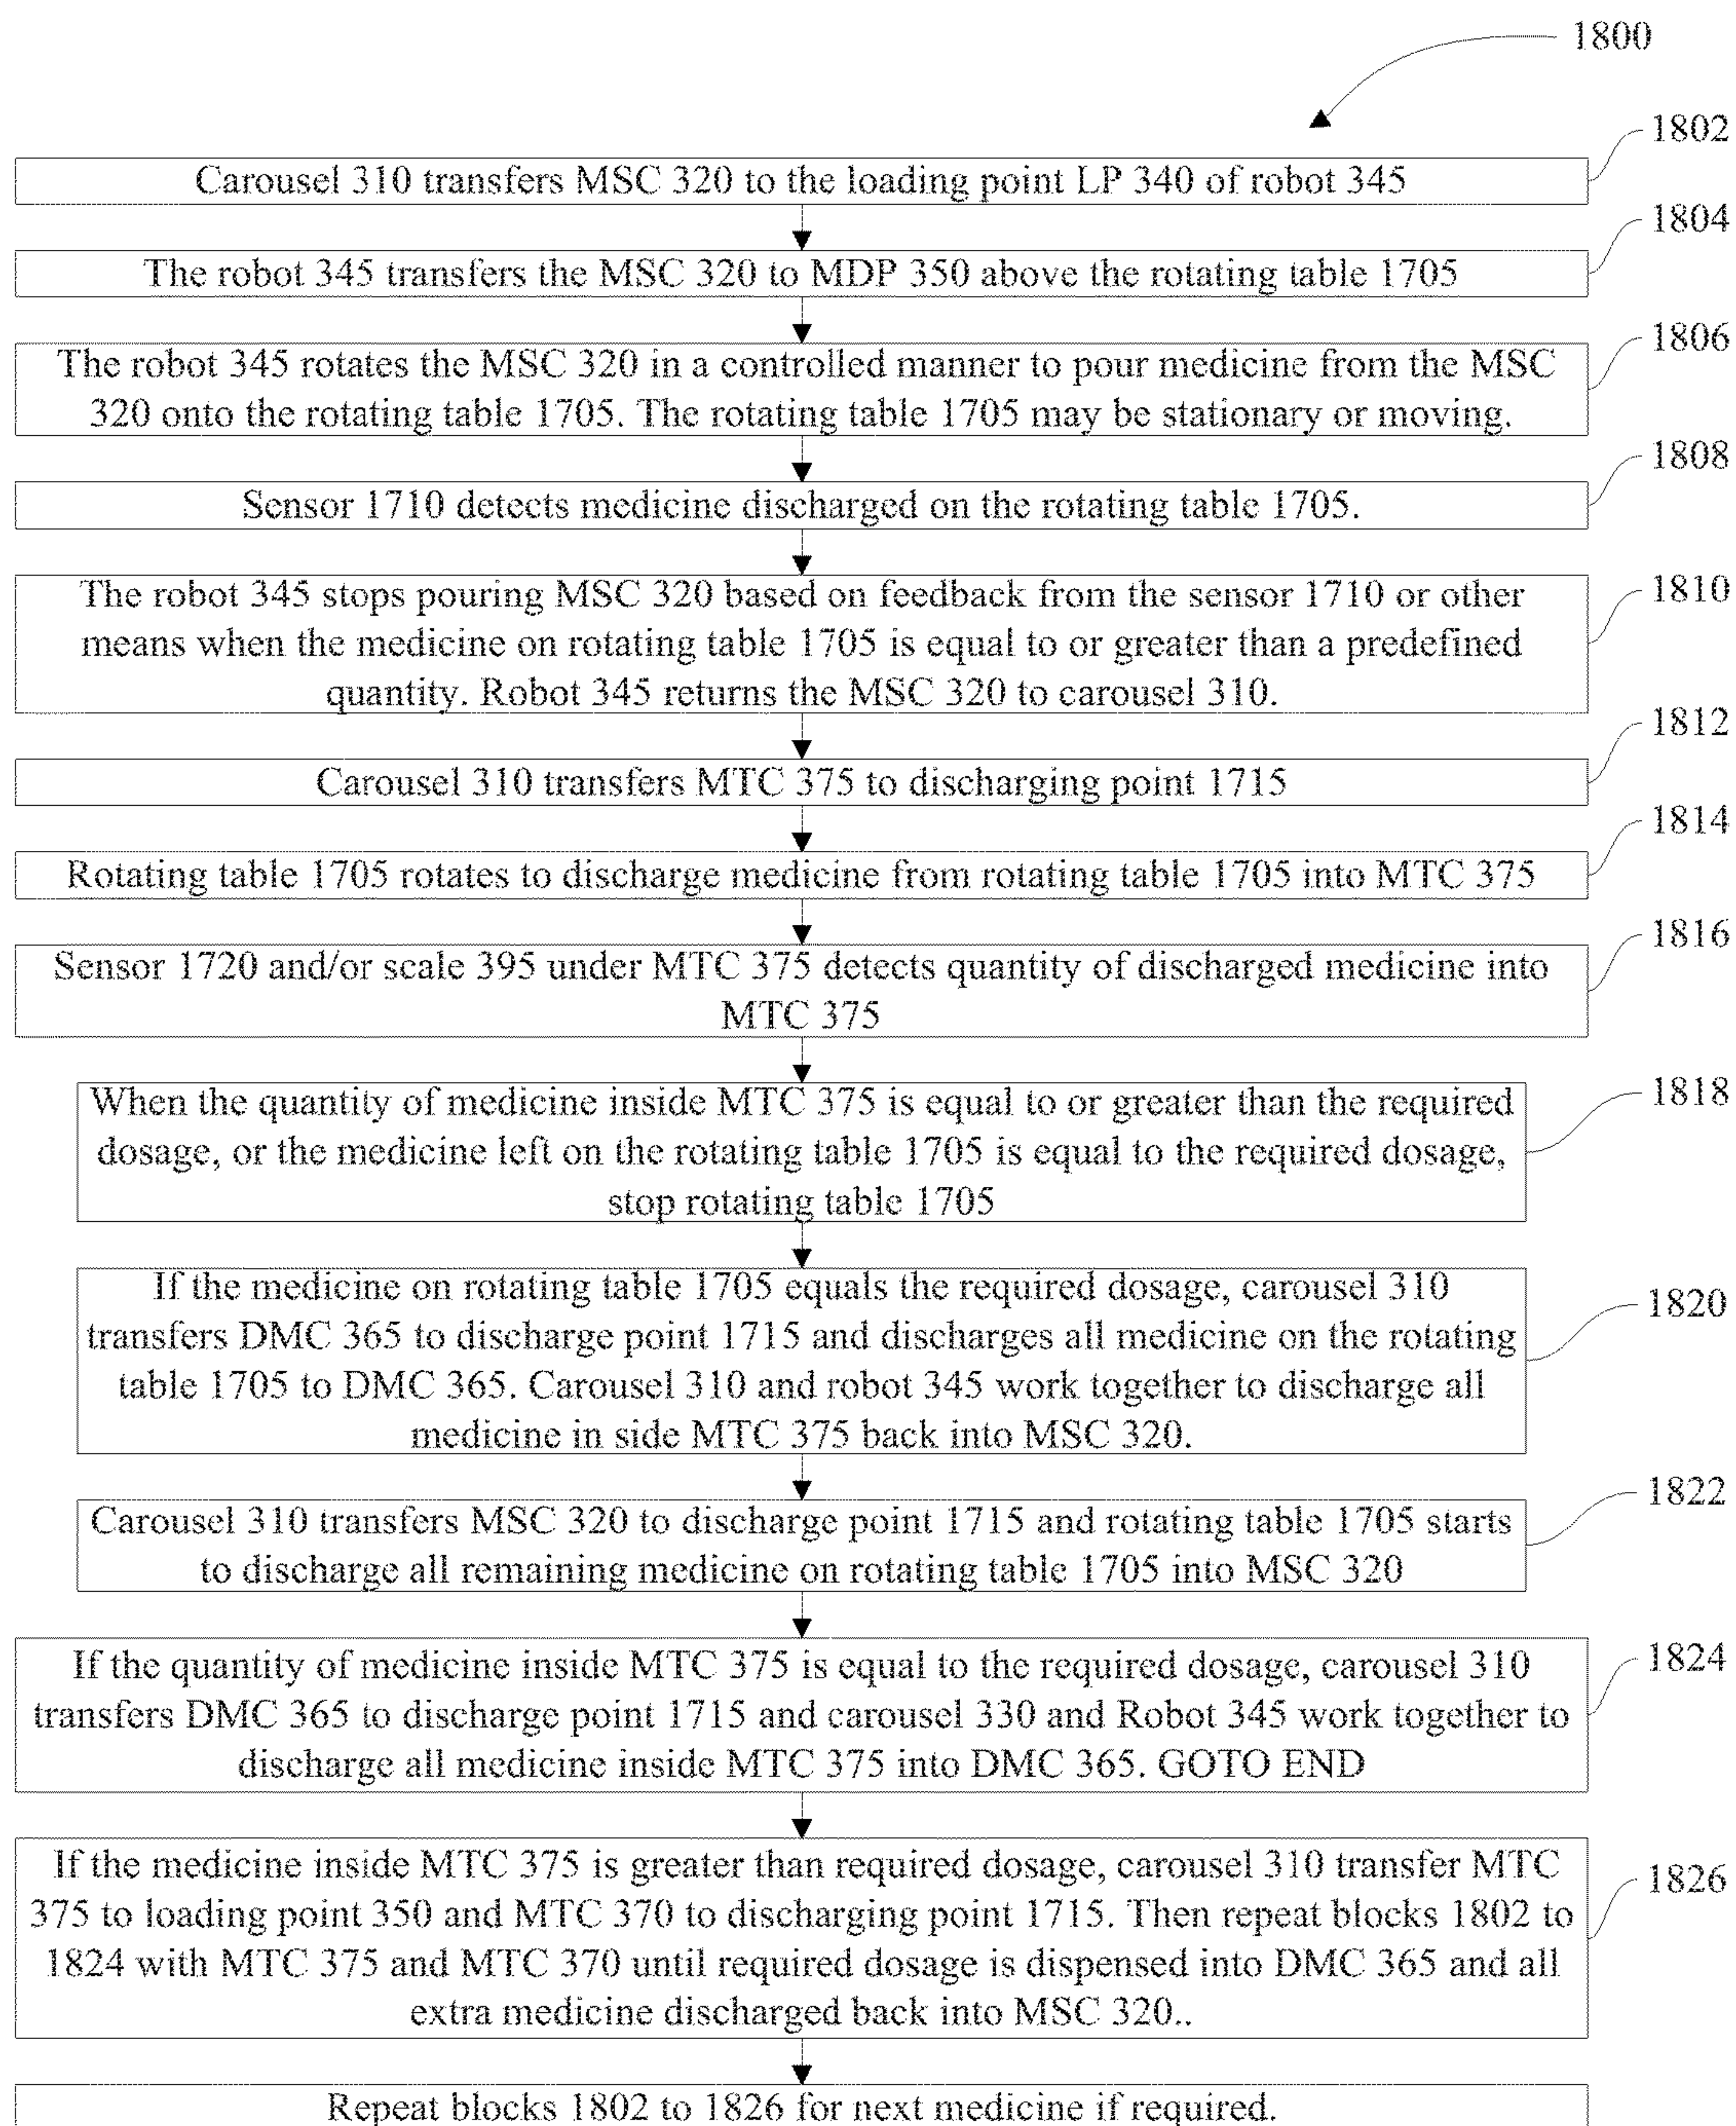 1800
1802
Carousel 310 transfers MSC 320 to the loading point LP 340 of robot 345
1804
The robot 345 transfers the MSC 320 to MDP 350 above the rotating table 1705
1806
The robot 345 rotates the MSC 320 in a controlled manner to pour medicine from the MSC
320 onto the rotating table 1705. The rotating table 1705 may be stationary or moving.
1808
Sensor 1710 detects medicine discharged on the rotating table 1705.
1810
The robot 345 stops pouring MSC 320 based on feedback from the sensor 1710 or other
means when the medicine on rotating table 1705 is equal to or greater than a predefined
quantity. Robot 345 returns the MSC 320 to carousel 310.
1812
Carousel 310 transfers MTC 375 to discharging point 1715
1814
Rotating table 1705 rotates to discharge medicine from rotating table 1705 into MTC 375
1816
Sensor 1720 and/or scale 395 under MTC 375 detects quantity of discharged medicine into
MTC 375
1818
When the quantity of medicine inside MTC 375 is equal to or greater than the required
dosage, or the medicine left on the rotating table 1705 is equal to the required dosage,
stop rotating table 1705
1820
If the medicine on rotating table 1705 equals the required dosage, carousel 310
transfers DMC 365 to discharge point 1715 and discharges all medicine on the rotating
table 1705 to DMC 365. Carousel 310 and robot 345 work together to discharge all
medicine in side MTC 375 back into MSC 320.
1822
Carousel 310 transfers MSC 320 to discharge point 1715 and rotating table 1705 starts
to discharge all remaining medicine on rotating table 1705 into MSC 320
1824
If the quantity of medicine inside MTC 375 is equal to the required dosage, carousel 310
transfers DMC 365 to discharge point 1715 and carousel 330 and Robot 345 work together to
discharge all medicine inside MTC 375 into DMC 365. GOTO END
1826
If the medicine inside MTC 375 is greater than required dosage, carousel 310 transfer MTC
375 to loading point 350 and MTC 370 to discharging point 1715. Then repeat blocks 1802 to
1824 with MTC 375 and MTC 370 until required dosage is dispensed into DMC 365 and all
extra medicine discharged back into MSC 320..
Repeat blocks 1802 to 1826 for next medicine if required.